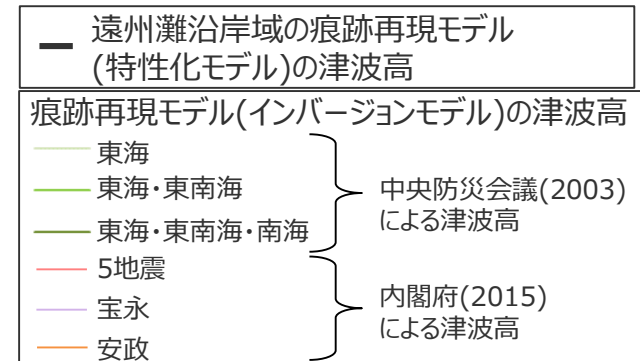 遠州灘沿岸域の痕跡再現モデル
(特性化モデル)の津波高
痕跡再現モデル(インバージョンモデル)の津波高
東海
東海・東南海
東海・東南海・南海
中央防災会議(2003)
による津波高
5地震
宝永
安政
内閣府(2015)
による津波高